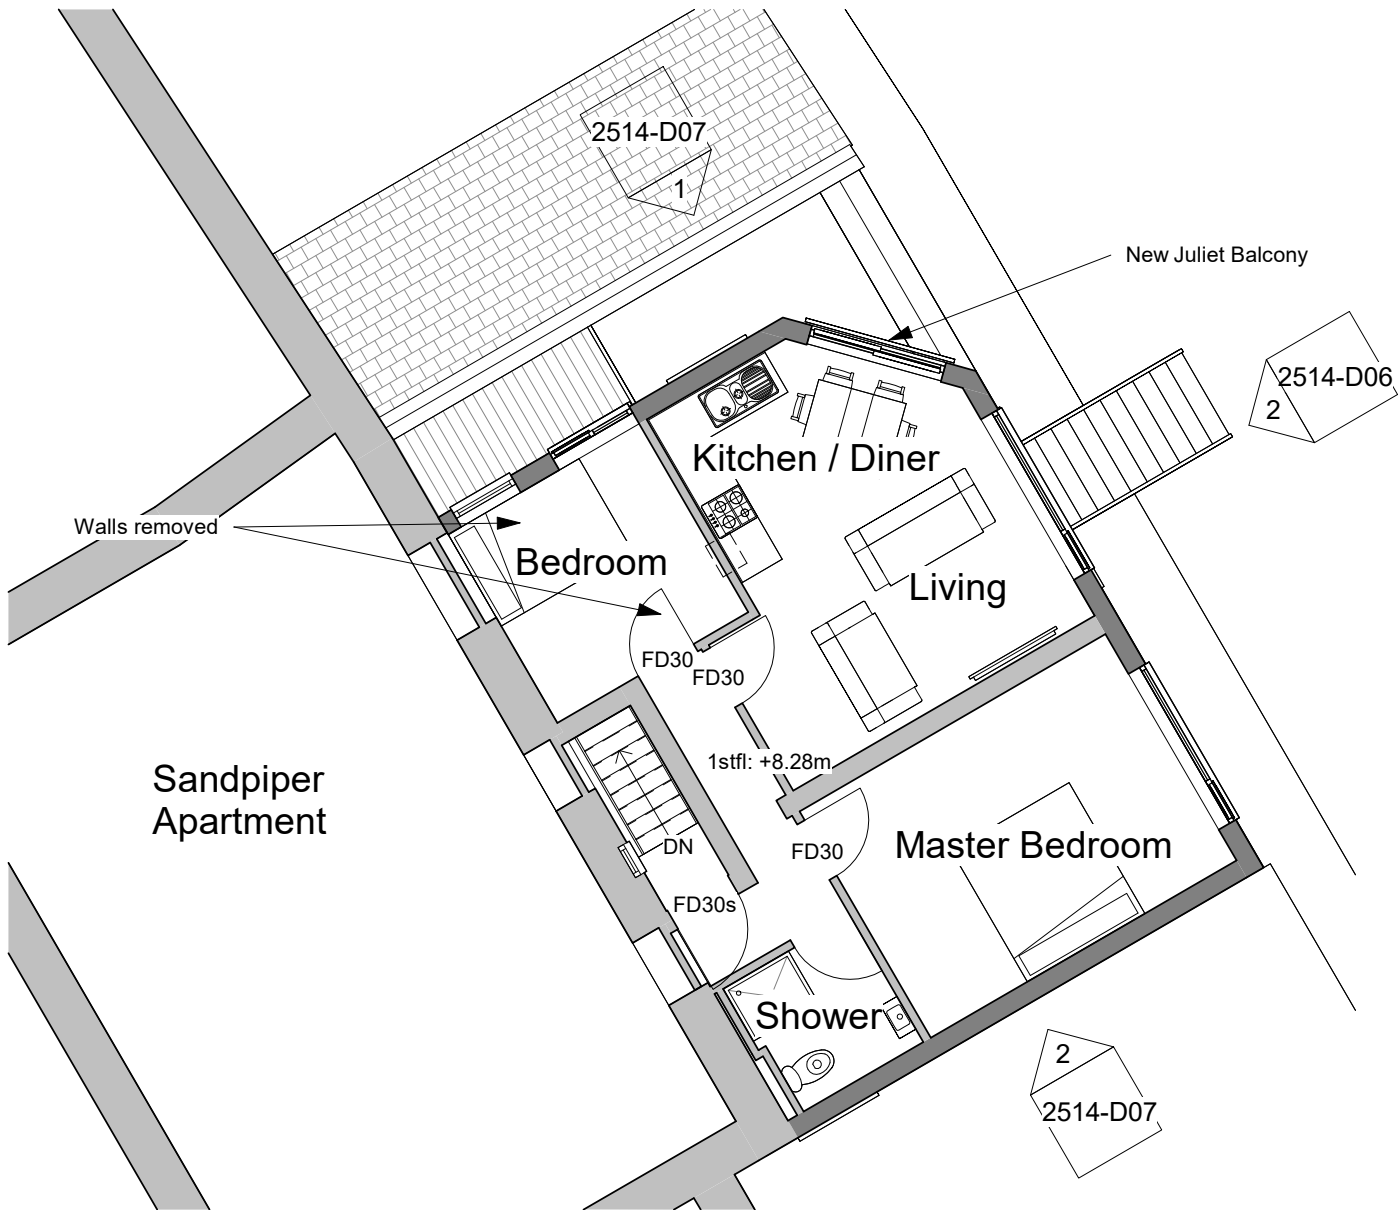 2514-D07
1
New Juliet Balcony
2514-D06
2
Kitchen / Diner
Walls removed
Bedroom
Living
FD30
FD30
1stfl: +8.28m
Sandpiper
Apartment
DN
FD30
Master Bedroom
FD30s
Shower
2
2514-D07